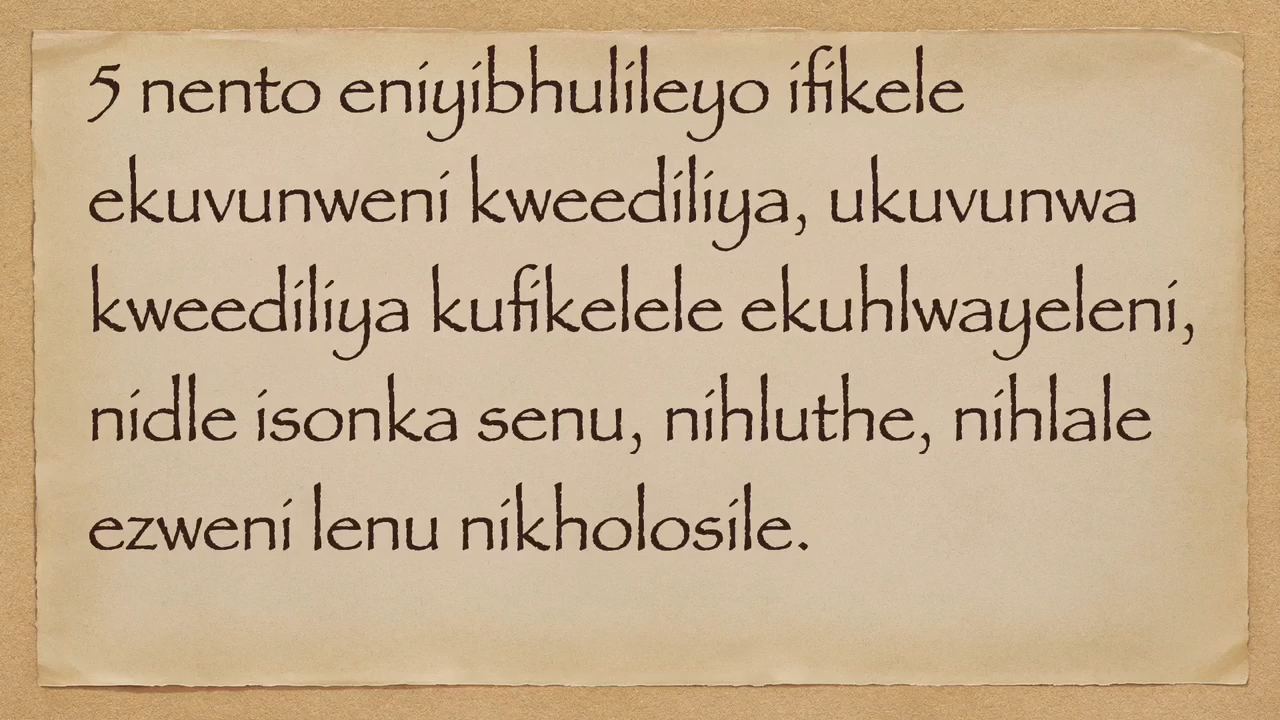 5 nento eniyibhulileyo ifikele
ekuvunweni kweediliya, ukuvunwa
kweediliya kufikelele ekuhlwayeleni,
nidle isonka senu, nihluthe, nihlale
ezweni lenu nikholosile.